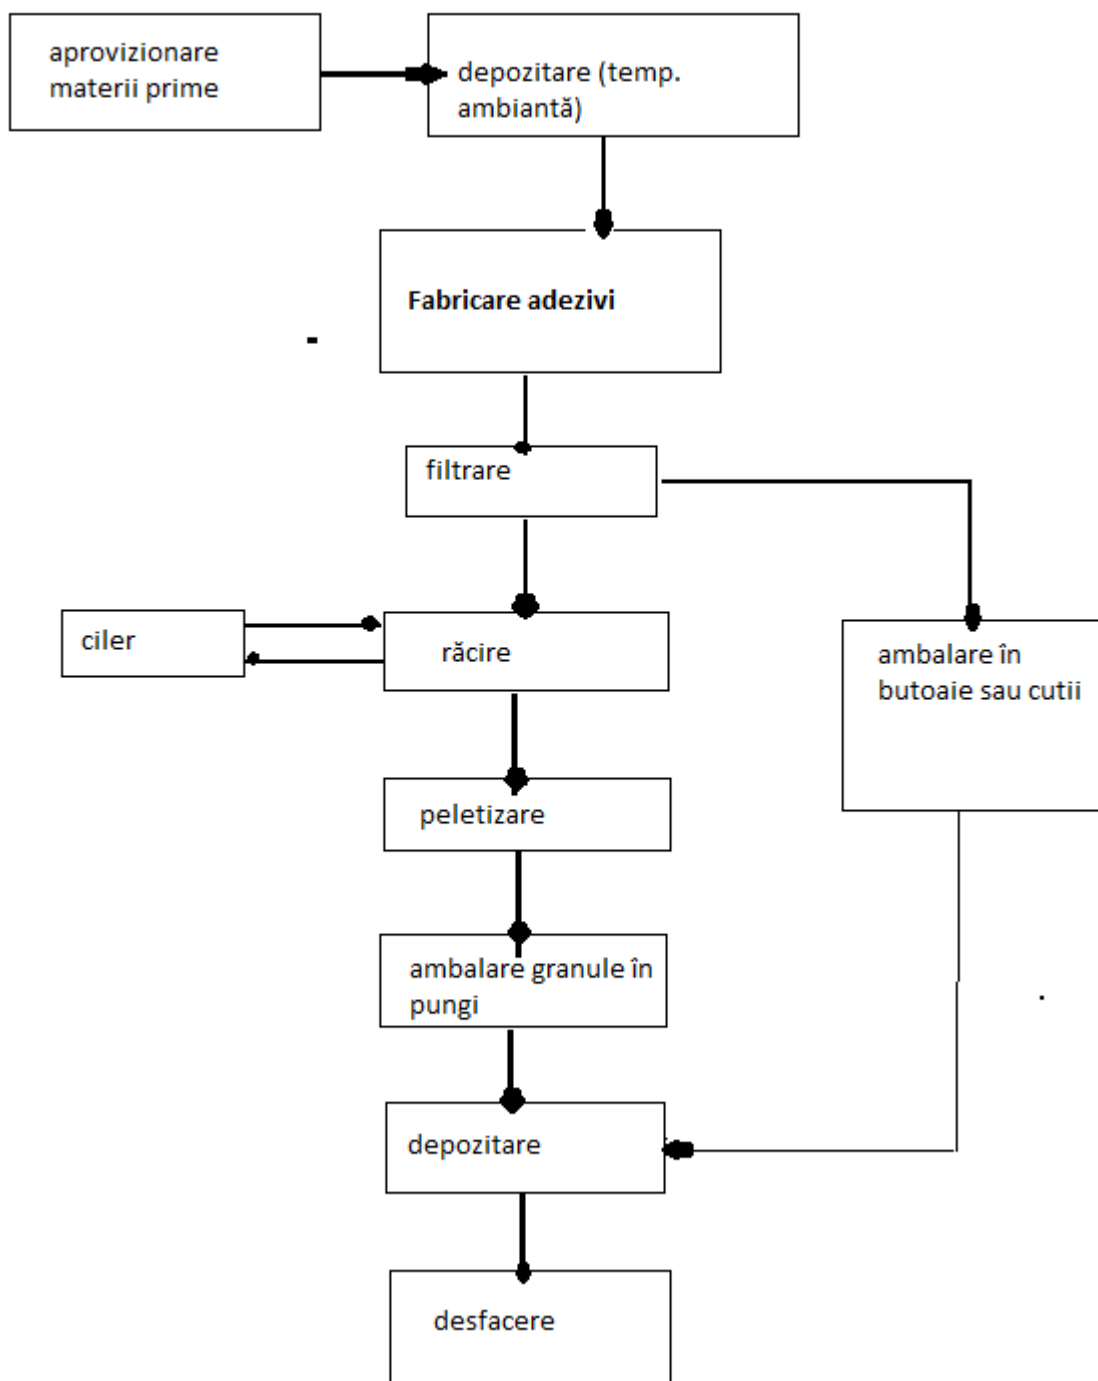 aprovizionare
materii prime
depozitare (temp.
ambiantă)
Fabricare adezivi
filtrare
ciler
răcire
ambalare în
butoaie sau cutii
peletizare
ambalare granule în
pungi
depozitare
desfacere